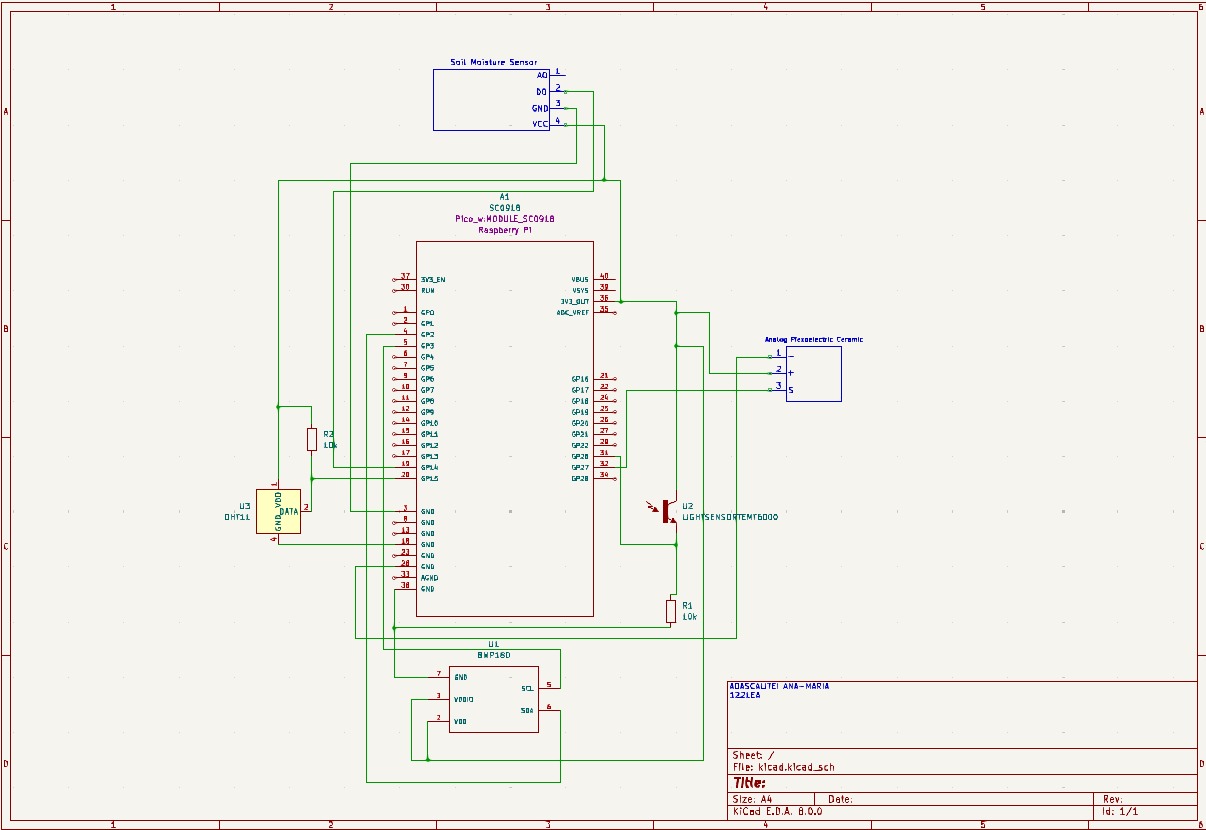 1 2 3 4 5 6
A A
Soil Moisture Sensor
AO 1
DO 2
GND 3
VCC 4
A1
SC0918
Pico_w:MODULE_SC0918
Raspberry Pi
37 3V3_EN VBUS 40
30 RUN VSYS 39
3V3_OUT 36
1 GP0 ADC_VREF 35
2 GP1
4 GP2
B B
5 GP3
6 GP4
7 GP5
9 GP6 GP16 21
10 GP7 GP17 22
11 GP8 GP18 24
12 GP9 GP19 25
14 GP10 GP20 26
15 GP11 GP21 27
16 GP12 GP22 29
17 GP13 GP26 31
19 GP14 GP27 32
20 GP15 GP28 34
Analog Piezoelectric Ceramic
1 -
2 +
3 S
R2
10k
U3
DHT11
1 VDD
DATA 2
GND 4
3 GND
8 GND
13 GND
18 GND
23 GND
28 GND
33 AGND
38 GND
U2
LIGHTSENSORTEMT6000
C C
R1
10k
U1
BMP180
7 GND
SCL 5
3 VDDIO
SDA 6
2 VDD
D D
ADASCALITEI ANA-MARIA
122LEA
Sheet: /
File: kicad.kicad_sch
Title:
Size: A4 Date: Rev:
KiCad E.D.A. 8.0.0 Id: 1/1
1 2 3 4 5 6